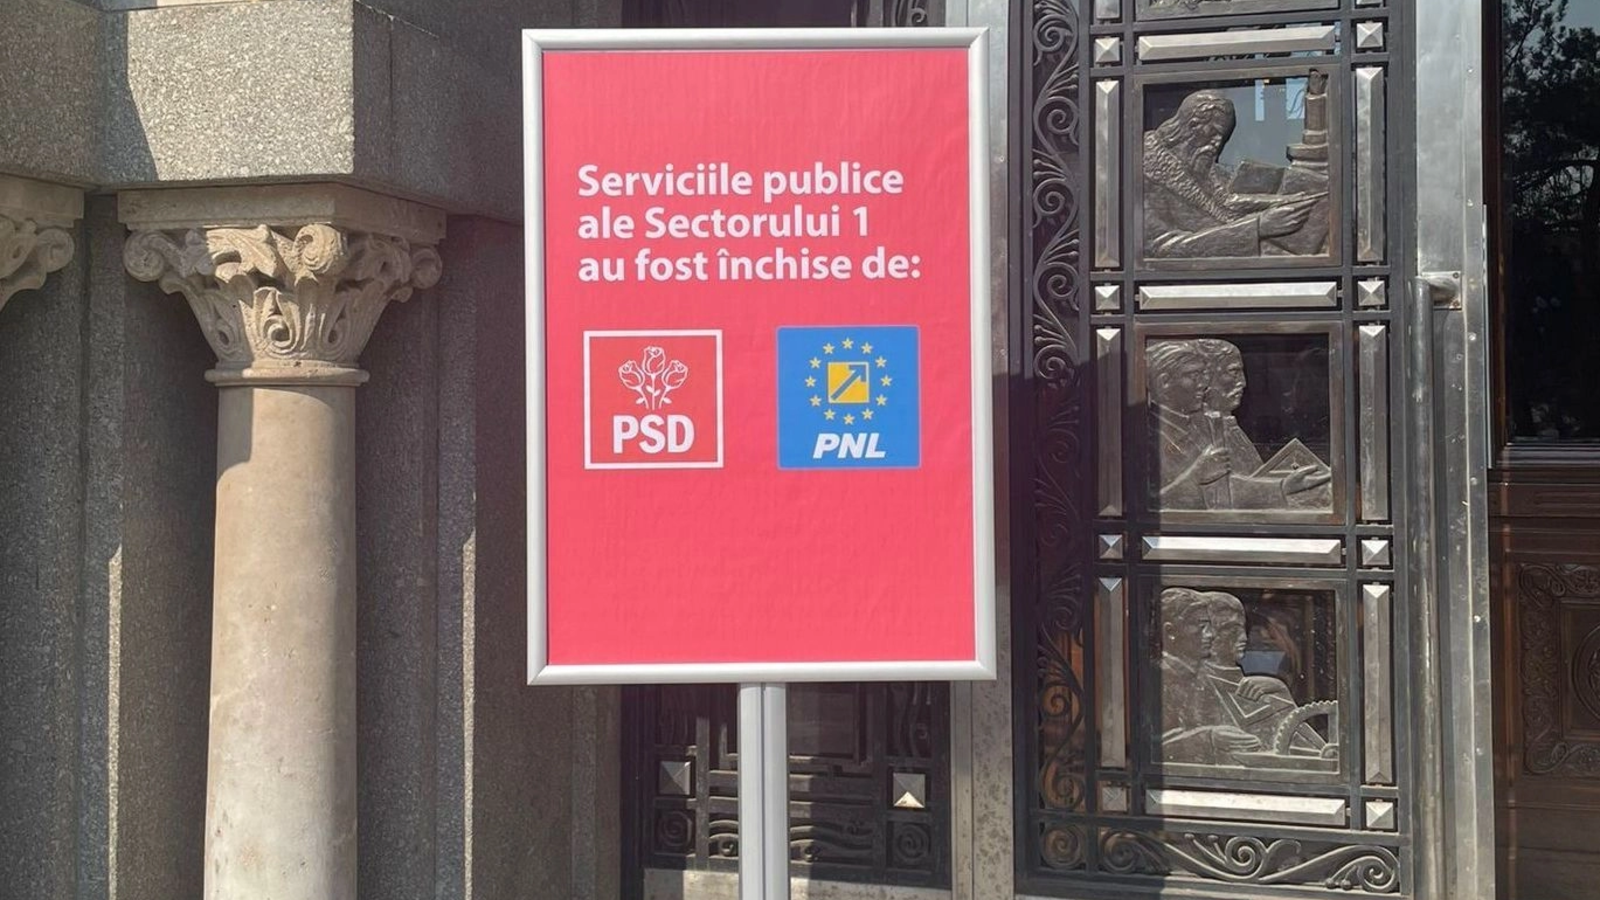 Serviciile publice
ale Sectorului 1
au fost închise de:
PSD
PNL